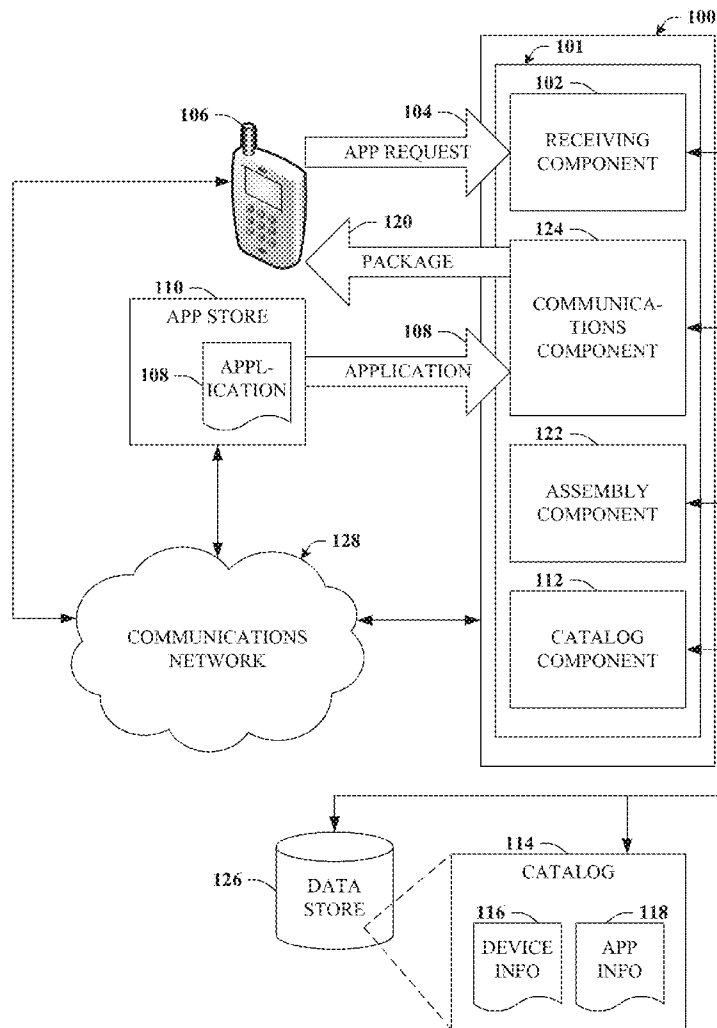 100
101
102
RECEIVING
COMPONENT
106
104
APP REQUEST
120
PACKAGE
124
COMMUNICA-
TIONS
COMPONENT
110
APP STORE
108
APPL-
ICATION
108
APPLICATION
122
ASSEMBLY
COMPONENT
128
COMMUNICATIONS
NETWORK
112
CATALOG
COMPONENT
126
DATA
STORE
114
CATALOG
116
DEVICE
INFO
118
APP
INFO